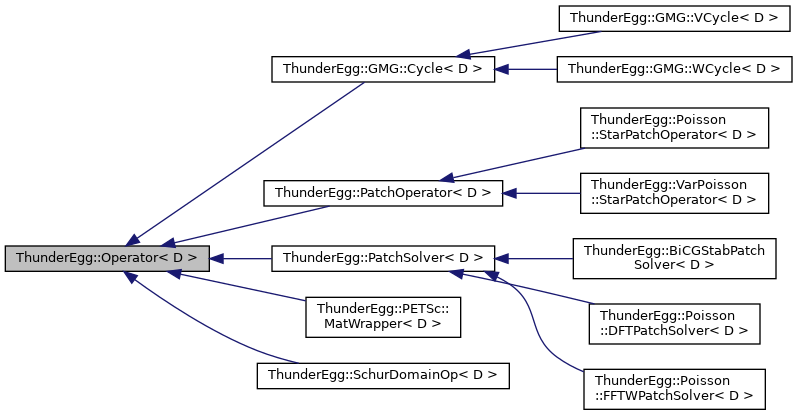 ThunderEgg::GMG::VCycle< D >
ThunderEgg::GMG::Cycle< D >
ThunderEgg::GMG::WCycle< D >
ThunderEgg::Poisson
::StarPatchOperator< D >
ThunderEgg::PatchOperator< D >
ThunderEgg::VarPoisson
::StarPatchOperator< D >
ThunderEgg::Operator< D >
ThunderEgg::PatchSolver< D >
ThunderEgg::BiCGStabPatch
Solver< D >
ThunderEgg::PETSc::
MatWrapper< D >
ThunderEgg::Poisson
::DFTPatchSolver< D >
ThunderEgg::SchurDomainOp< D >
ThunderEgg::Poisson
::FFTWPatchSolver< D >